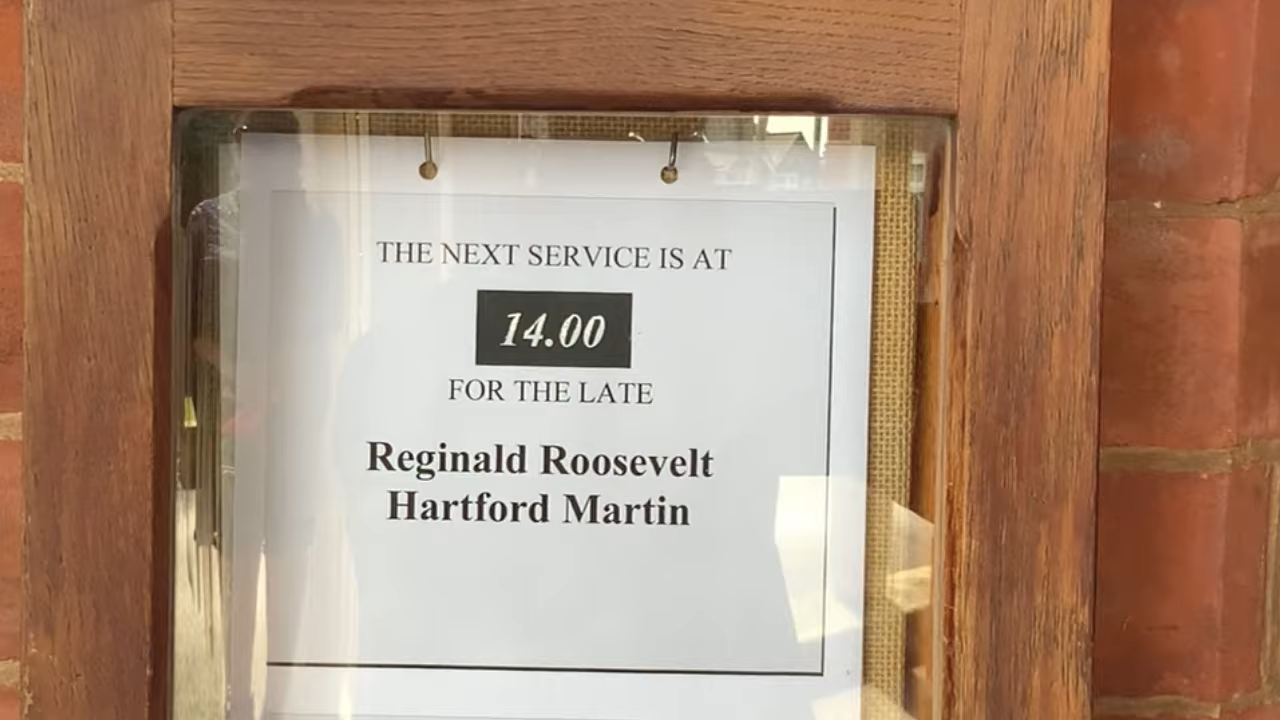 THE NEXT SERVICE IS AT
14.00
FOR THE LATE
Reginald Roosevelt
Hartford Martin